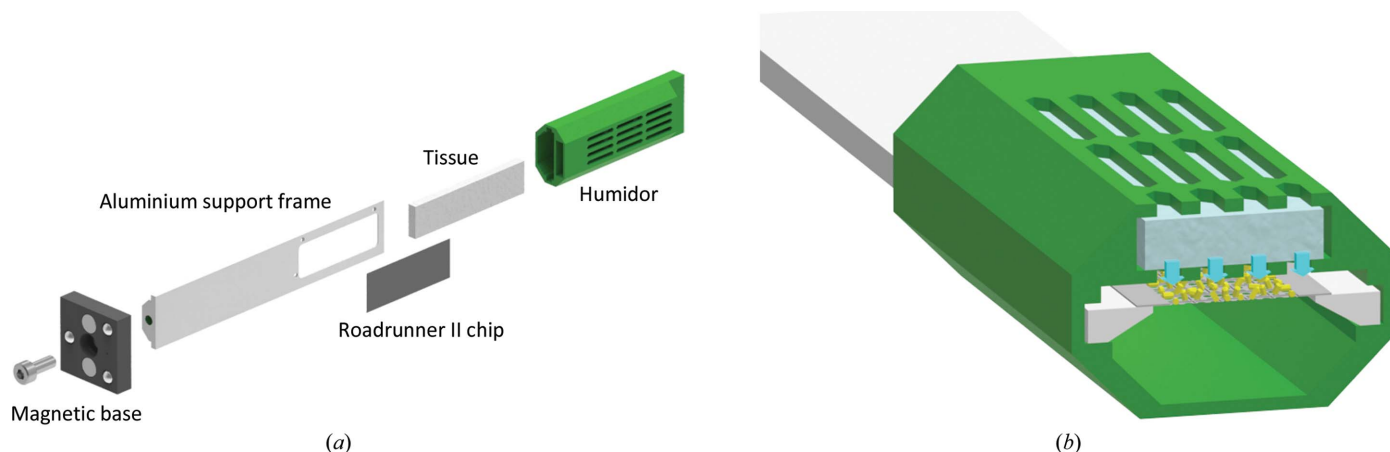 Tissue
Humidor
Aluminium support frame
Roadrunner II chip
Magnetic base
(a)
(b)